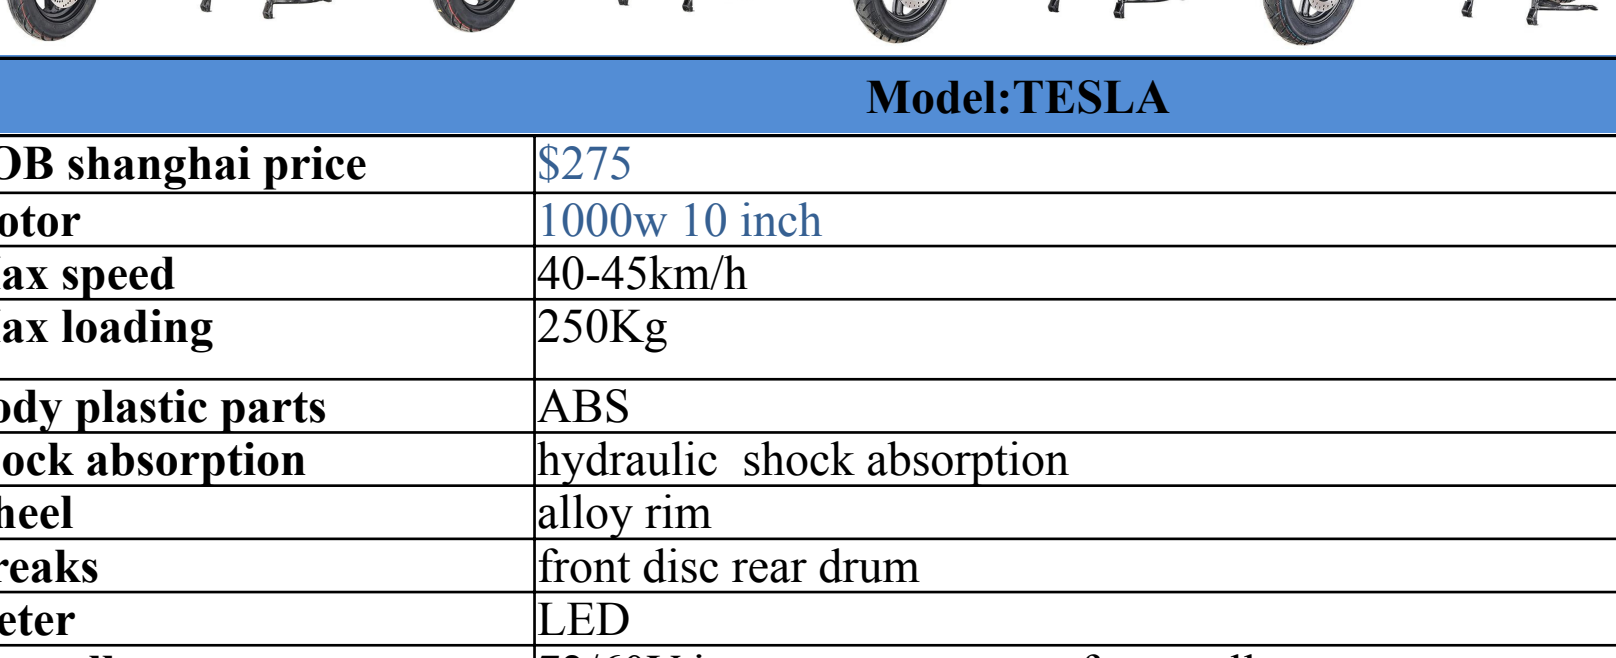 Model:TESLA
OB shanghai price $275
otor 1000w 10 inch
ax speed 40-45km/h
ax loading 250Kg
ody plastic parts ABS
ock absorption hydraulic  shock absorption
heel alloy rim
reaks front disc rear drum
eter LED